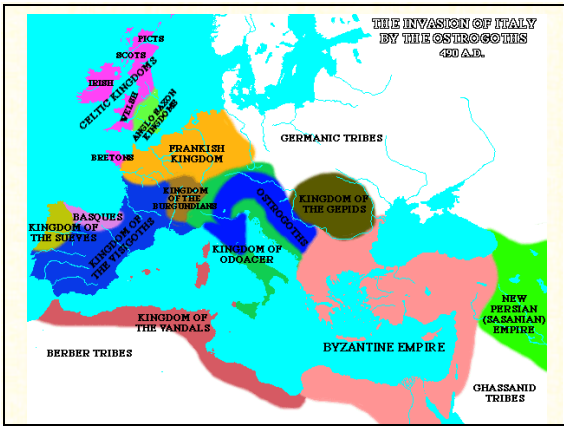 THE INVASION OF ITALY
BY THE OSTROGOTHS
490 A.D.
PICTS
SCOTS
IRISH
CELTIC KINGDOMS
WELSH
ANGLO SAXON
KINGDOMS
BRETONS
FRANKISH
KINGDOM
GERMANIC TRIBES
KINGDOM
OF THE
BURGUNDIANS
OSTROGOTHS
KINGDOM OF
THE GEPIDS
BASQUES
KINGDOM OF
THE SUEVES
KINGDOM OF
THE VISIGOTHS
KINGDOM OF
ODOACER
NEW
PERSIAN
(SASANIAN)
EMPIRE
KINGDOM OF
THE VANDALS
BYZANTINE EMPIRE
BERBER TRIBES
GHASSANID
TRIBES